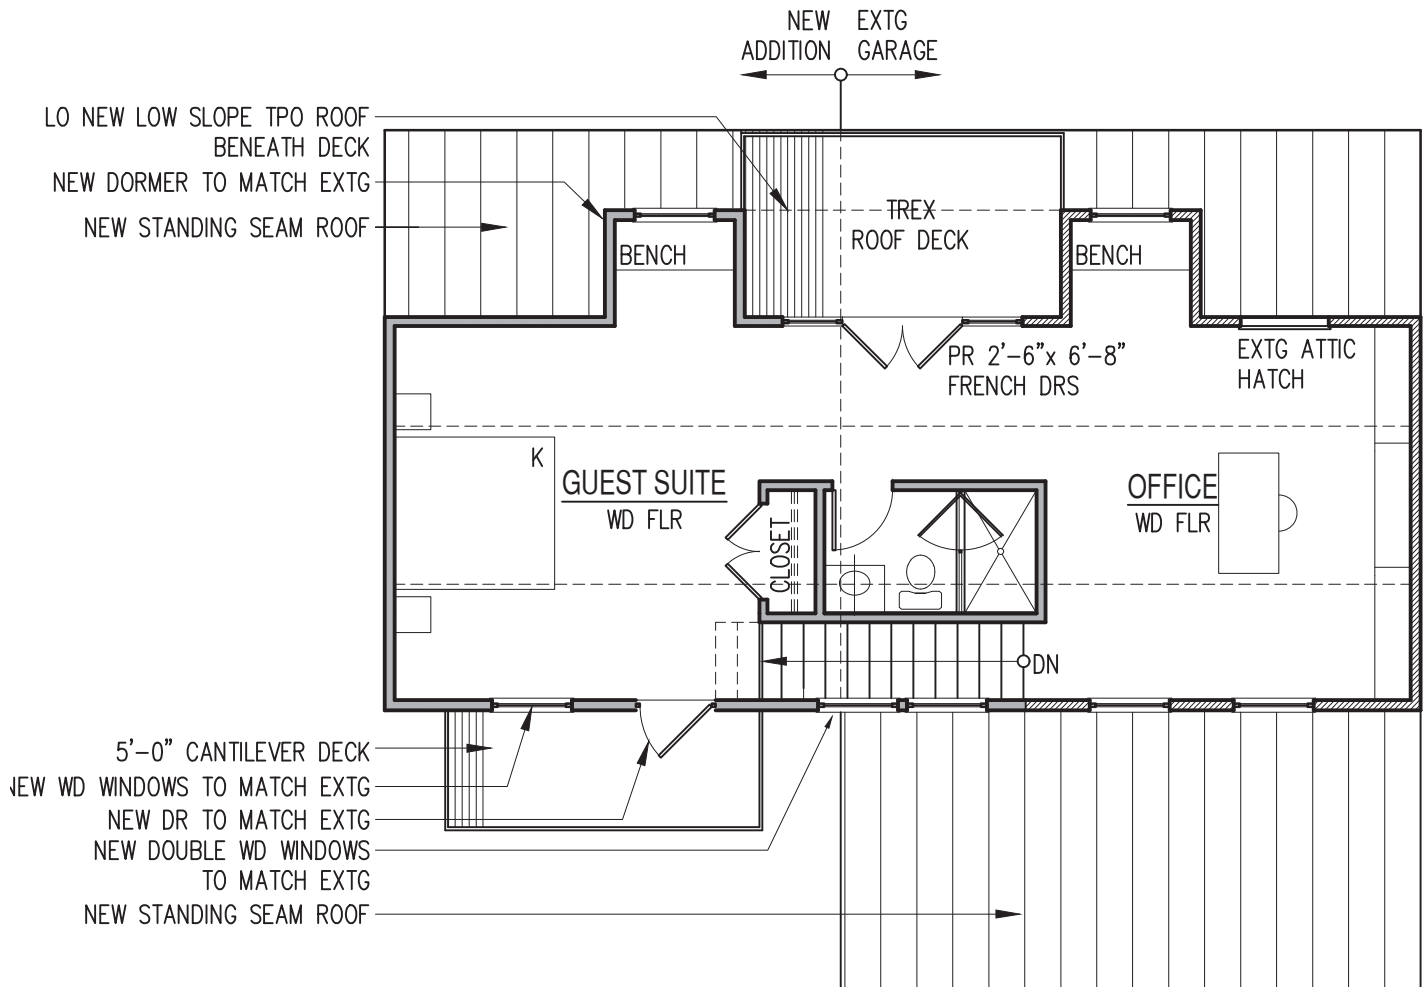 NEW EXTG
ADDITION GARAGE
LO NEW LOW SLOPE TPO ROOF
BENEATH DECK
NEW DORMER TO MATCH EXTG
NEW STANDING SEAM ROOF
TREX
ROOF DECK
BENCH
BENCH
PR 2'-6"x 6'-8"
FRENCH DRS
EXTG ATTIC
HATCH
K
GUEST SUITE
WD FLR
CLOSET
OFFICE
WD FLR
DN
5'-0" CANTILEVER DECK
NEW WD WINDOWS TO MATCH EXTG
NEW DR TO MATCH EXTG
NEW DOUBLE WD WINDOWS
TO MATCH EXTG
NEW STANDING SEAM ROOF